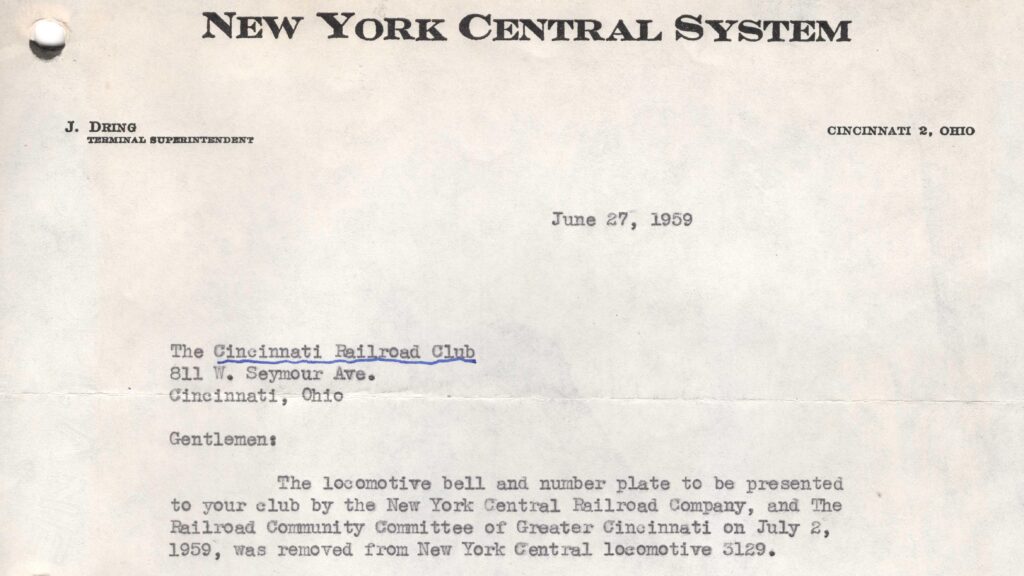 NEW YORK CENTRAL SYSTEM
J. DRING
TERMINAL SUPERINTENDENT
CINCINNATI 2, OHIO
June 27, 1959
The Cincinnati Railroad Club
811 W. Seymour Ave.
Cincinnati, Ohio
Gentlemen:
The locomotive bell and number plate to be presented
to your club by the New York Central Railroad Company, and The
Railroad Community Committee of Greater Cincinnati on July 2,
1959, was removed from New York Central locomotive 3129.